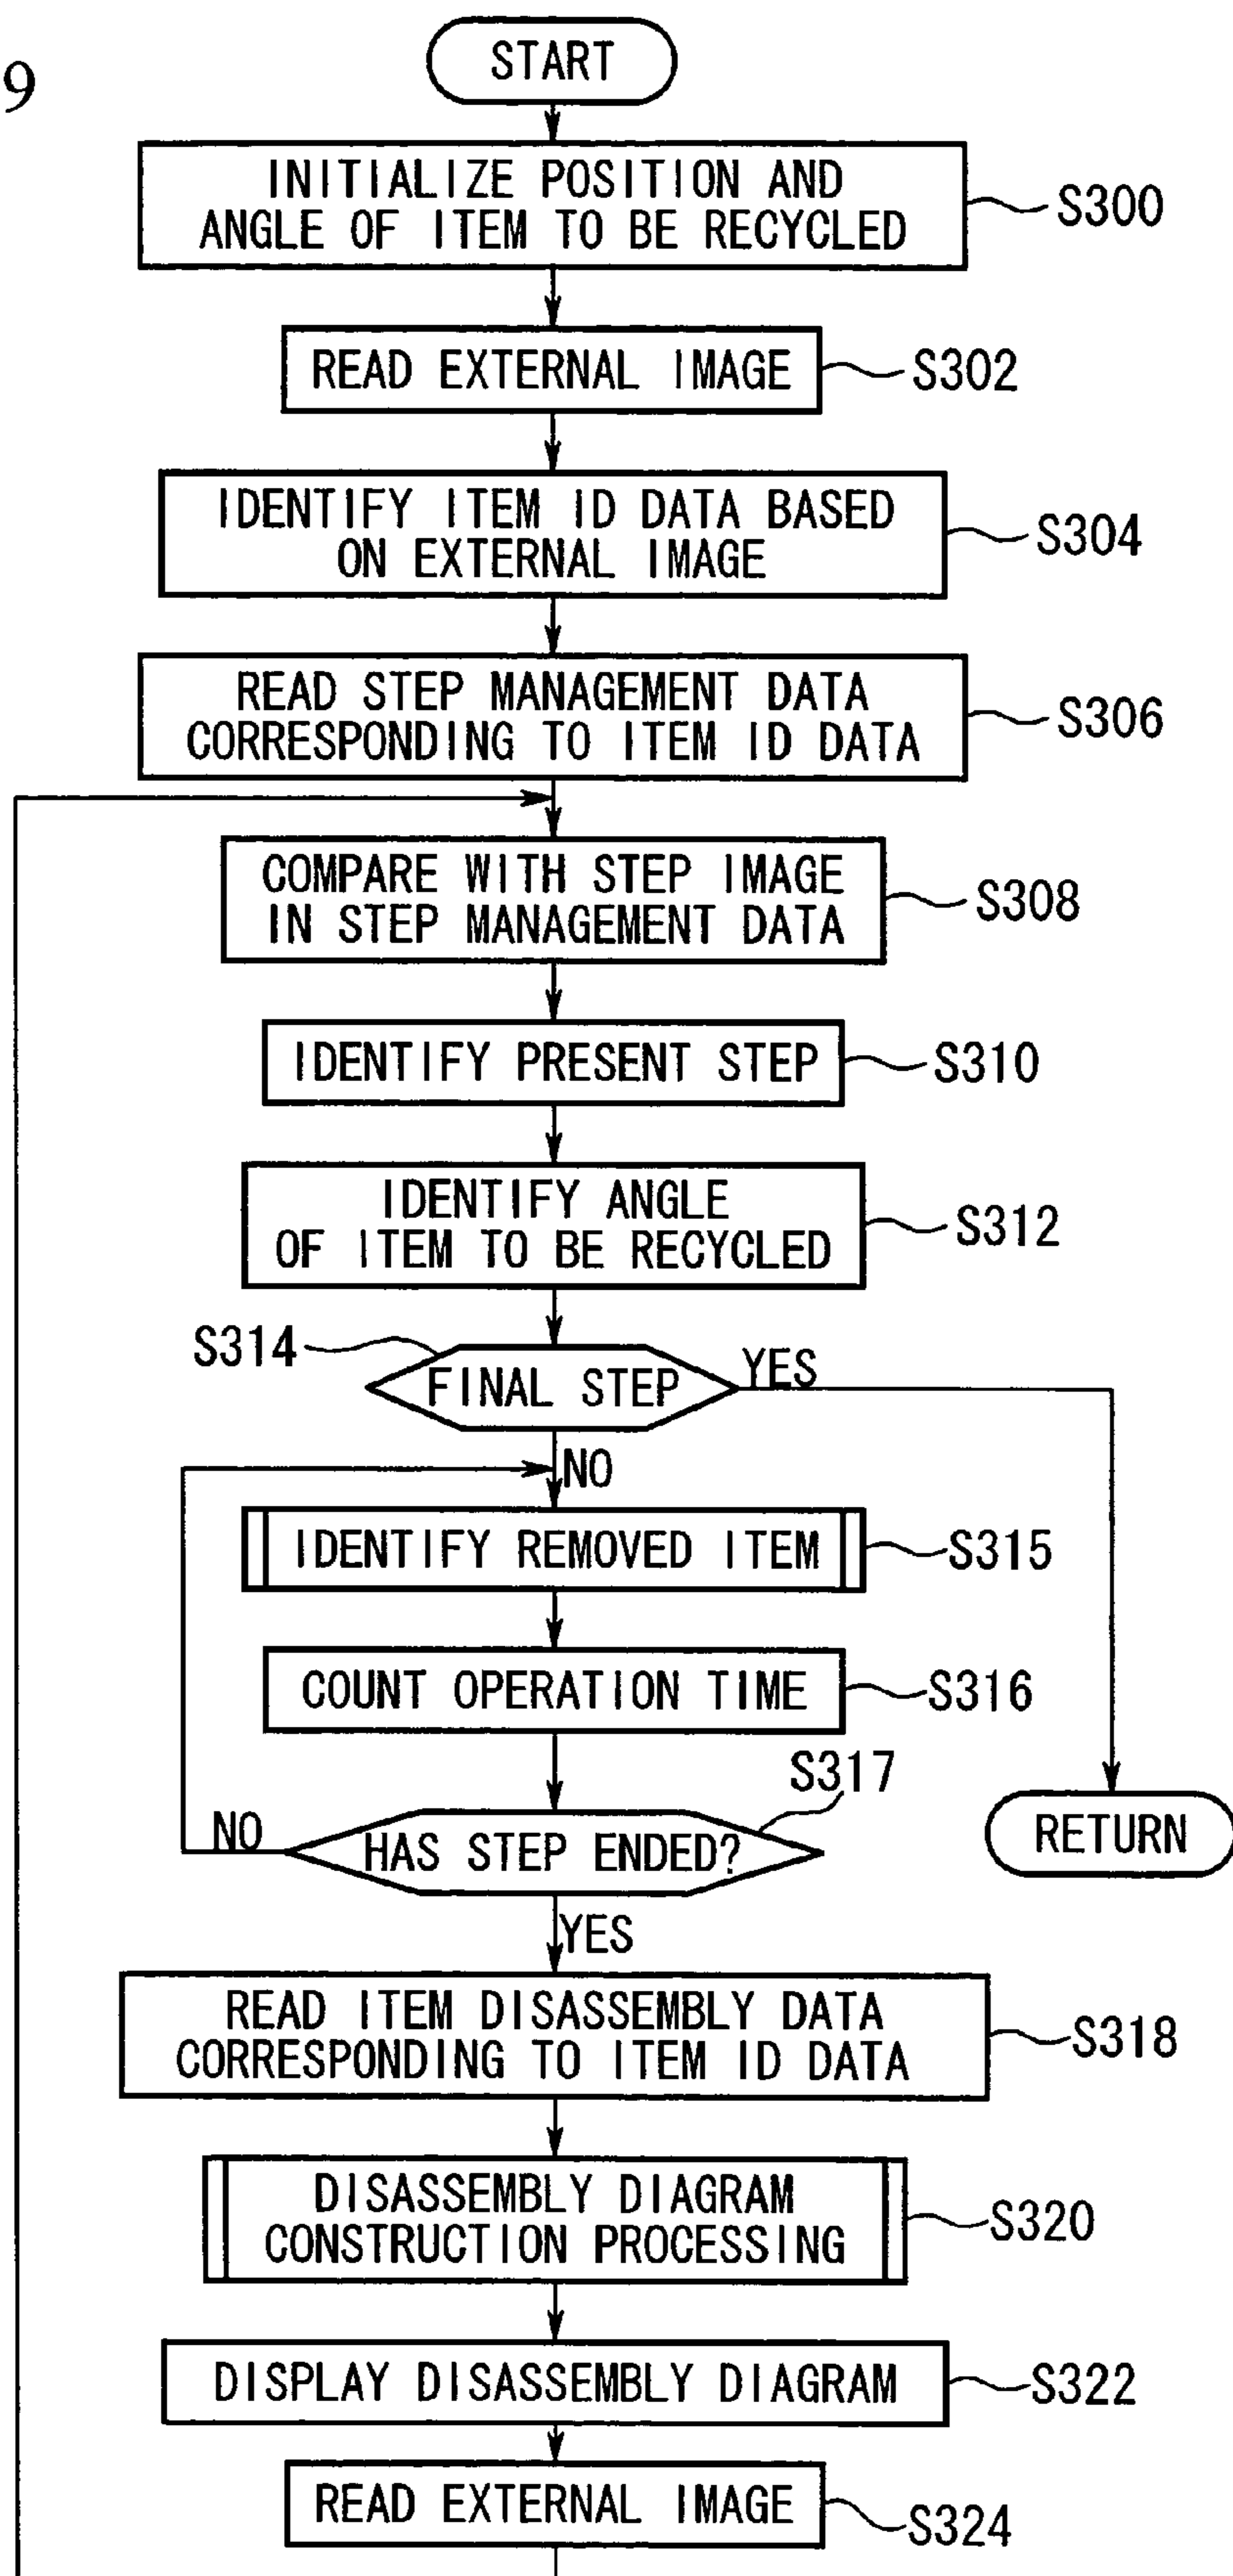 9
START
INITIALIZE POSITION AND
ANGLE OF ITEM TO BE RECYCLED
S300
READ EXTERNAL IMAGE
S302
IDENTIFY ITEM ID DATA BASED
ON EXTERNAL IMAGE
S304
READ STEP MANAGEMENT DATA
CORRESPONDING TO ITEM ID DATA
S306
COMPARE WITH STEP IMAGE
IN STEP MANAGEMENT DATA
S308
IDENTIFY PRESENT STEP
S310
IDENTIFY ANGLE
OF ITEM TO BE RECYCLED
S312
S314
FINAL STEP
YES
NO
IDENTIFY REMOVED ITEM
S315
COUNT OPERATION TIME
S316
S317
HAS STEP ENDED?
NO
RETURN
YES
READ ITEM DISASSEMBLY DATA
CORRESPONDING TO ITEM ID DATA
S318
DISASSEMBLY DIAGRAM
CONSTRUCTION PROCESSING
S320
DISPLAY DISASSEMBLY DIAGRAM
S322
READ EXTERNAL IMAGE
S324